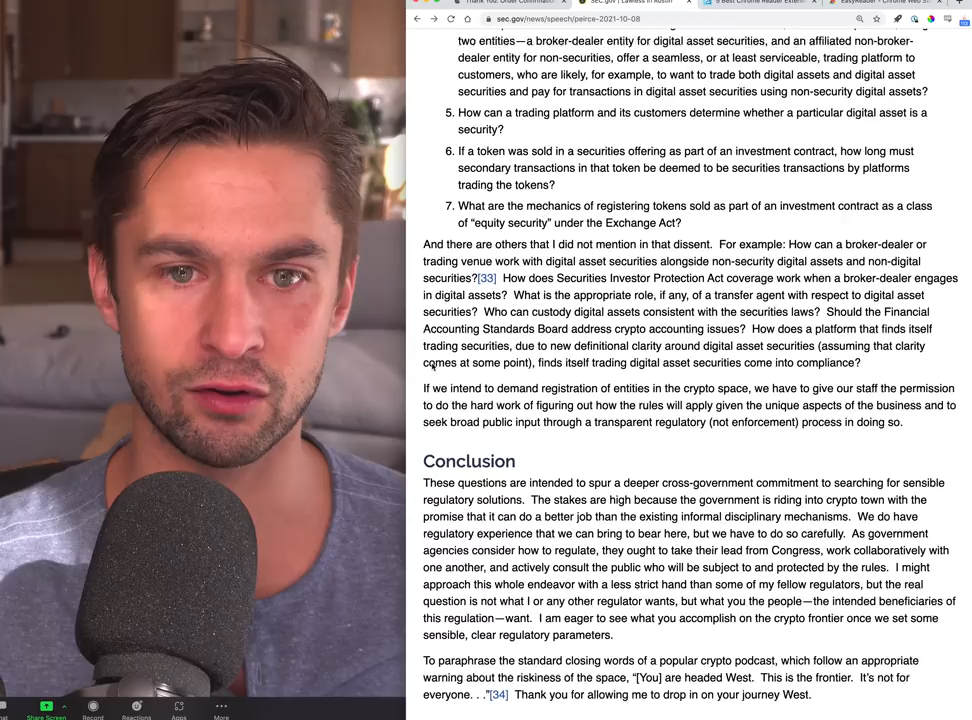 Thank You: Order Confirmatio
SEC.gov | Lawless in Austin
5 Best Chrome Reader Exten
EasyReader - Chrome Web S
sec.gov/news/speech/peirce-2021-10-08
two entities—a broker-dealer entity for digital asset securities, and an affiliated non-broker-
dealer entity for non-securities, offer a seamless, or at least serviceable, trading platform to
customers, who are likely, for example, to want to trade both digital assets and digital asset
securities and pay for transactions in digital asset securities using non-security digital assets?
5. How can a trading platform and its customers determine whether a particular digital asset is a
security?
6. If a token was sold in a securities offering as part of an investment contract, how long must
secondary transactions in that token be deemed to be securities transactions by platforms
trading the tokens?
7. What are the mechanics of registering tokens sold as part of an investment contract as a class
of “equity security” under the Exchange Act?
And there are others that I did not mention in that dissent.  For example: How can a broker-dealer or
trading venue work with digital asset securities alongside non-security digital assets and non-digital
securities?[33]  How does Securities Investor Protection Act coverage work when a broker-dealer engages
in digital assets?  What is the appropriate role, if any, of a transfer agent with respect to digital asset
securities?  Who can custody digital assets consistent with the securities laws?  Should the Financial
Accounting Standards Board address crypto accounting issues?  How does a platform that finds itself
trading securities, due to new definitional clarity around digital asset securities (assuming that clarity
comes at some point), finds itself trading digital asset securities come into compliance?
If we intend to demand registration of entities in the crypto space, we have to give our staff the permission
to do the hard work of figuring out how the rules will apply given the unique aspects of the business and to
seek broad public input through a transparent regulatory (not enforcement) process in doing so.
Conclusion
These questions are intended to spur a deeper cross-government commitment to searching for sensible
regulatory solutions.  The stakes are high because the government is riding into crypto town with the
promise that it can do a better job than the existing informal disciplinary mechanisms.  We do have
regulatory experience that we can bring to bear here, but we have to do so carefully.  As government
agencies consider how to regulate, they ought to take their lead from Congress, work collaboratively with
one another, and actively consult the public who will be subject to and protected by the rules.  I might
approach this whole endeavor with a less strict hand than some of my fellow regulators, but the real
question is not what I or any other regulator wants, but what you the people—the intended beneficiaries of
this regulation—want.  I am eager to see what you accomplish on the crypto frontier once we set some
sensible, clear regulatory parameters.
To paraphrase the standard closing words of a popular crypto podcast, which follow an appropriate
warning about the riskiness of the space, “[You] are headed West.  This is the frontier.  It’s not for
everyone. . .”[34]  Thank you for allowing me to drop in on your journey West.
Share Screen
Record
Reactions
Apps
More